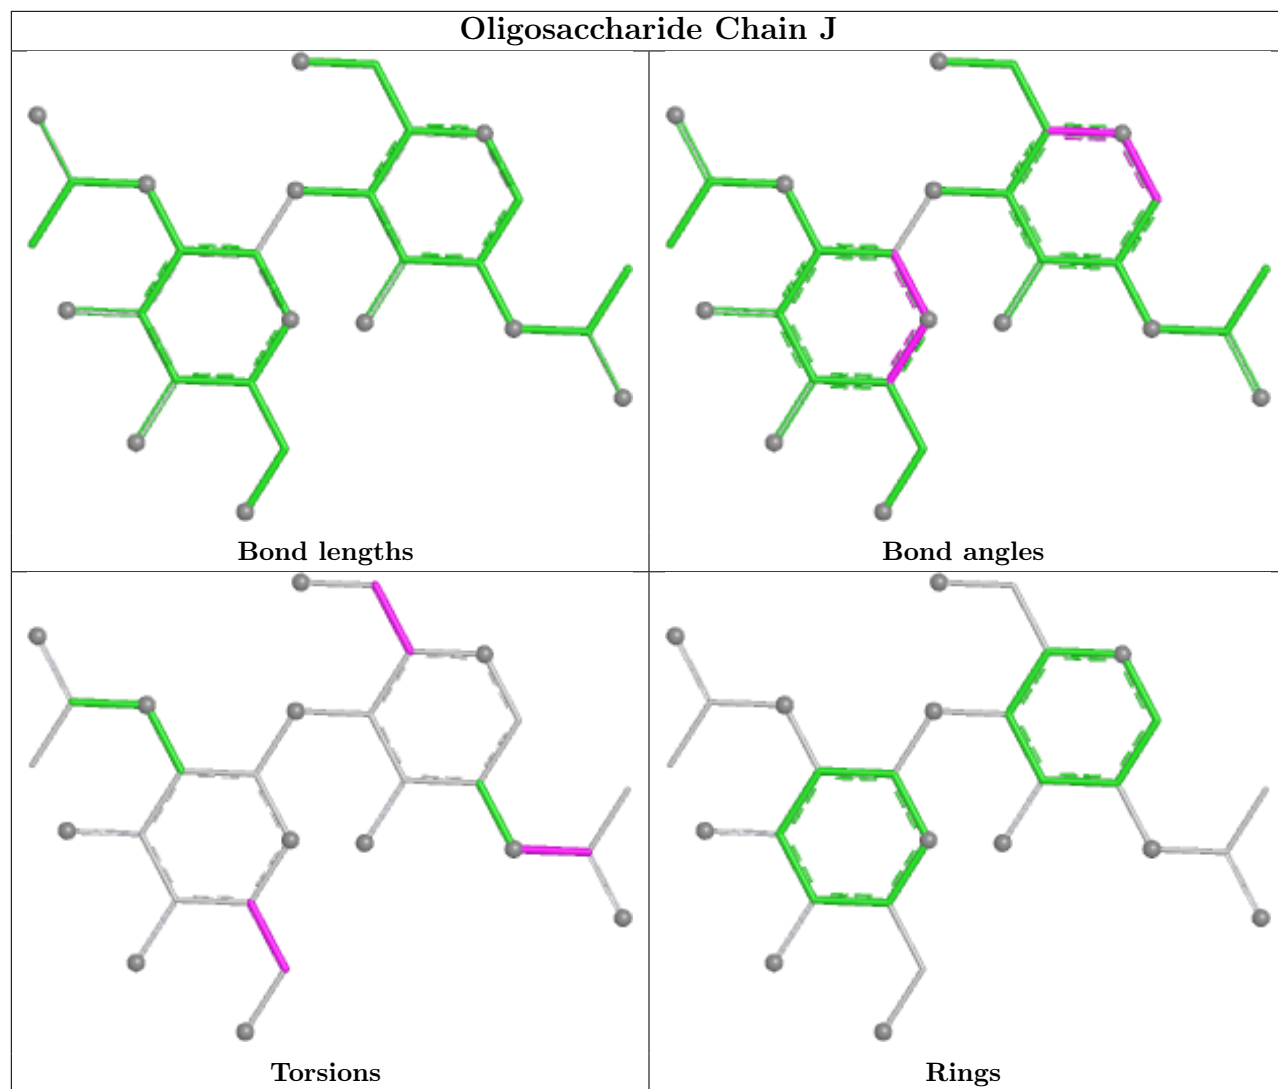 Oligosaccharide Chain J
Bond lengths
Bond angles
Torsions
Rings